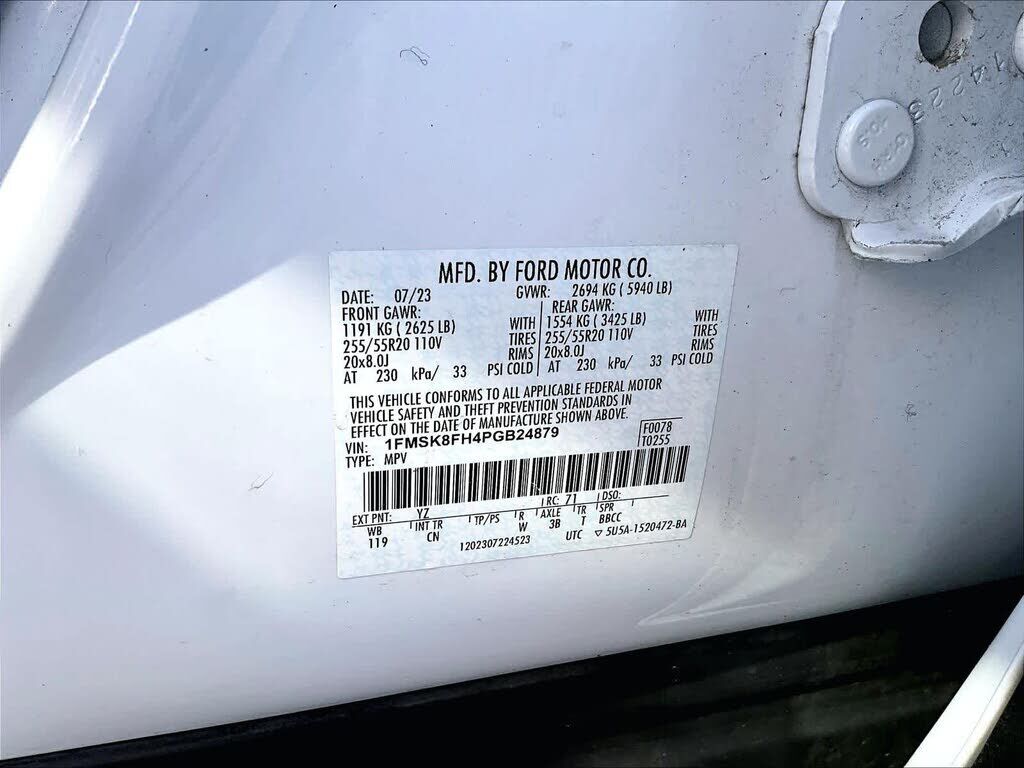 MFD. BY FORD MOTOR CO.
DATE: 07/23 GVWR: 2694 KG ( 5940 LB)
FRONT GAWR: REAR GAWR:
1191 KG ( 2625 LB) WITH 1554 KG ( 3425 LB) WITH
255/55R20 110V TIRES 255/55R20 110V TIRES
20x8.0J RIMS 20x8.0J RIMS
AT 230 kPa/ 33 PSI COLD AT 230 kPa/ 33 PSI COLD
THIS VEHICLE CONFORMS TO ALL APPLICABLE FEDERAL MOTOR
VEHICLE SAFETY AND THEFT PREVENTION STANDARDS IN
EFFECT ON THE DATE OF MANUFACTURE SHOWN ABOVE.
VIN: 1FMSK8FH4PGB24879 F0078
TYPE: MPV T0255
EXT PNT: YZ RC: 71 DSO:
WB INT TR TP/PS R AXLE TR SPR
119 CN W 3B T BBCC
1202307224523 UTC ▽ 5U5A-1520472-BA
14225